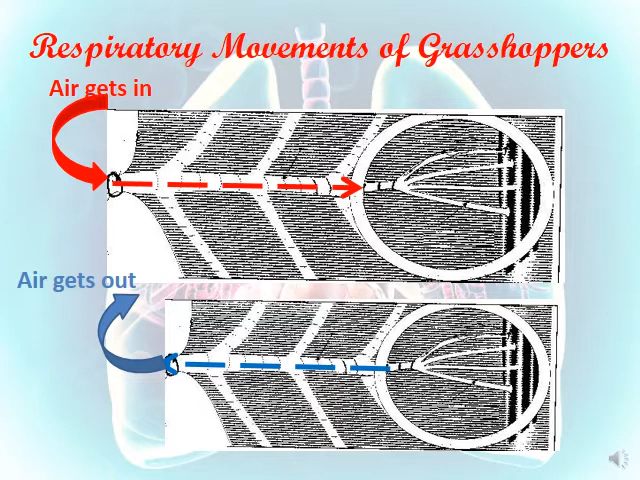 Respiratory Movements of Grasshoppers
Air gets in
Air gets out